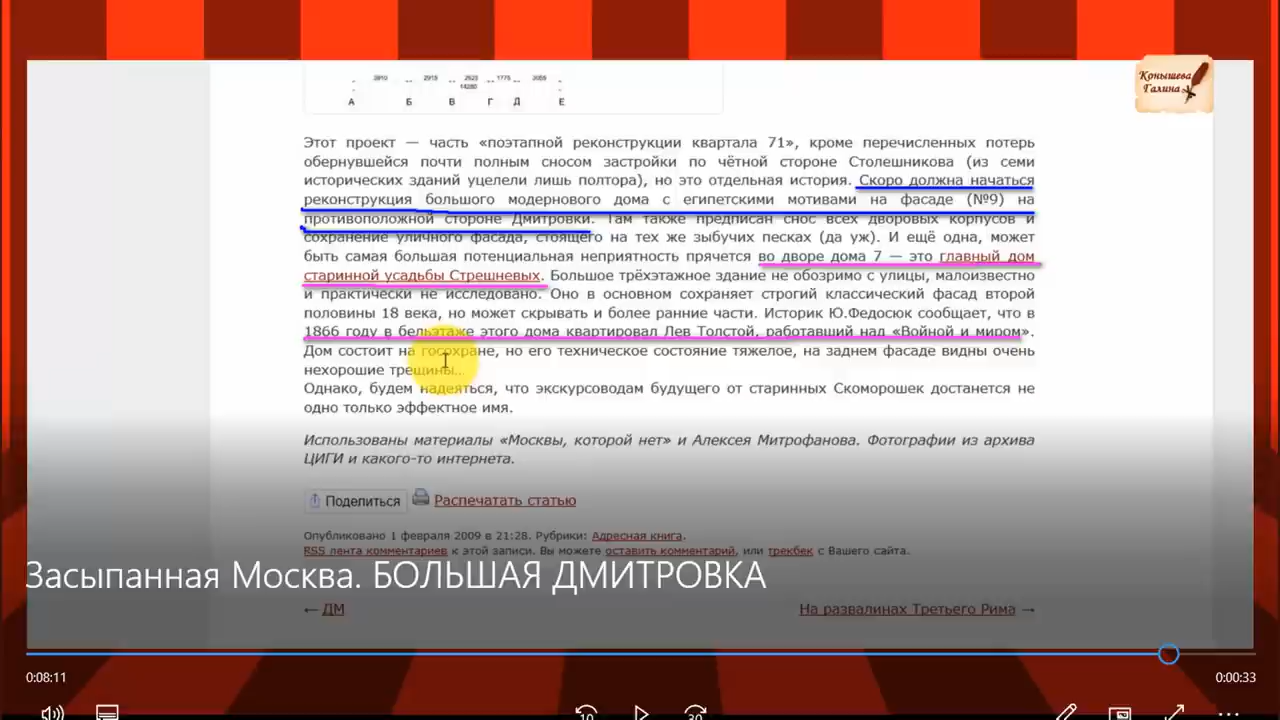 3910 2915 2620 1775 3059
14280
А Б В Г Д Е
Конышева
Галина
Этот проект — часть «поэтапной реконструкции квартала 71», кроме перечисленных потерь
обернувшейся почти полным сносом застройки по чётной стороне Столешникова (из семи
исторических зданий уцелели лишь полтора), но это отдельная история. Скоро должна начаться
реконструкция большого модернового дома с египетскими мотивами на фасаде (№9) на
противоположной стороне Дмитровки. Там также предписан снос всех дворовых корпусов и
сохранение уличного фасада, стоящего на тех же зыбучих песках (да уж). И ещё одна, может
быть самая большая потенциальная неприятность прячется во дворе дома 7 — это главный дом
старинной усадьбы Стрешневых. Большое трёхэтажное здание не обозримо с улицы, малоизвестно
и практически не исследовано. Оно в основном сохраняет строгий классический фасад второй
половины 18 века, но может скрывать и более ранние части. Историк Ю.Федосюк сообщает, что в
1866 году в бельэтаже этого дома квартировал Лев Толстой, работавший над «Войной и миром».
Дом состоит на госохране, но его техническое состояние тяжелое, на заднем фасаде видны очень
нехорошие трещины...
Однако, будем надеяться, что экскурсоводам будущего от старинных Скоморошек достанется не
одно только эффектное имя.
Использованы материалы «Москвы, которой нет» и Алексея Митрофанова. Фотографии из архива
ЦИГИ и какого-то интернета.
Поделиться Распечатать статью
Опубликовано 1 февраля 2009 в 21:28. Рубрики: Адресная книга.
RSS лента комментариев к этой записи. Вы можете оставить комментарий, или трекбек с Вашего сайта.
Засыпанная Москва. БОЛЬШАЯ ДМИТРОВКА
← ДМ На развалинах Третьего Рима →
0:08:11 0:00:33
10 30